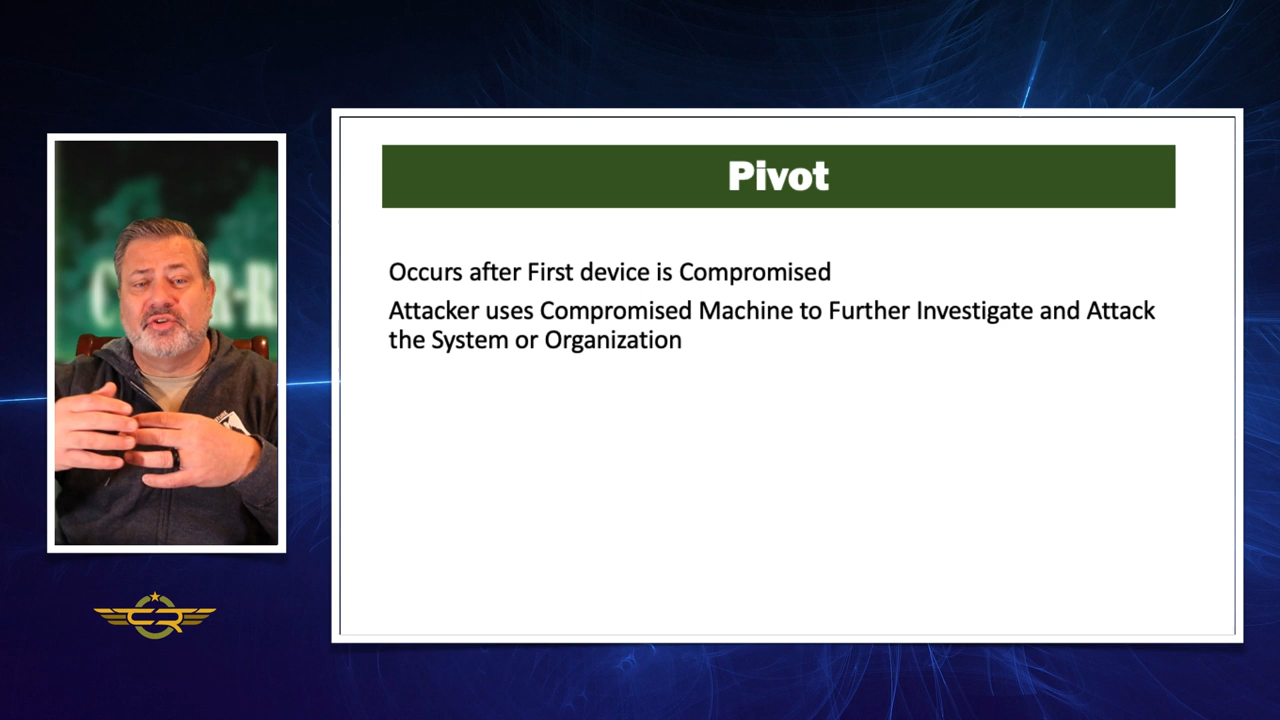 Pivot
Occurs after First device is Compromised
Attacker uses Compromised Machine to Further Investigate and Attack
the System or Organization
CR